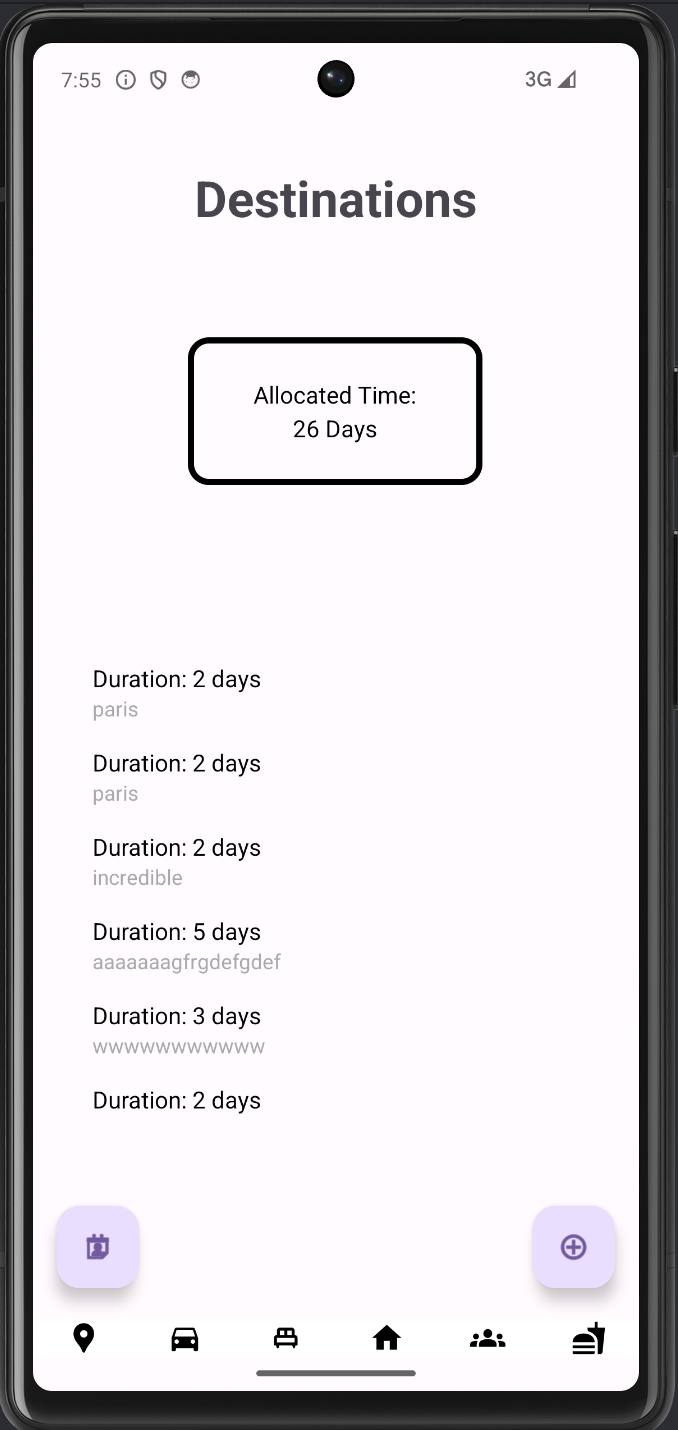 7:55
3G
Destinations
Allocated Time:
26 Days
Duration: 2 days
paris
Duration: 2 days
paris
Duration: 2 days
incredible
Duration: 5 days
aaaaaaagfrgdefgdef
Duration: 3 days
wwwwwwwwwww
Duration: 2 days